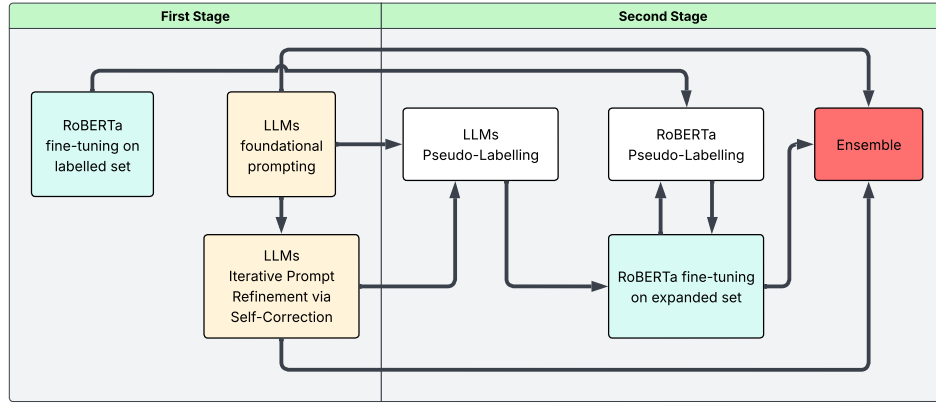 First Stage
Second Stage
RoBERTa
fine-tuning on
labelled set
LLMs
foundational
prompting
LLMs
Pseudo-Labelling
RoBERTa
Pseudo-Labelling
Ensemble
LLMs
Iterative Prompt
Refinement via
Self-Correction
RoBERTa fine-tuning
on expanded set